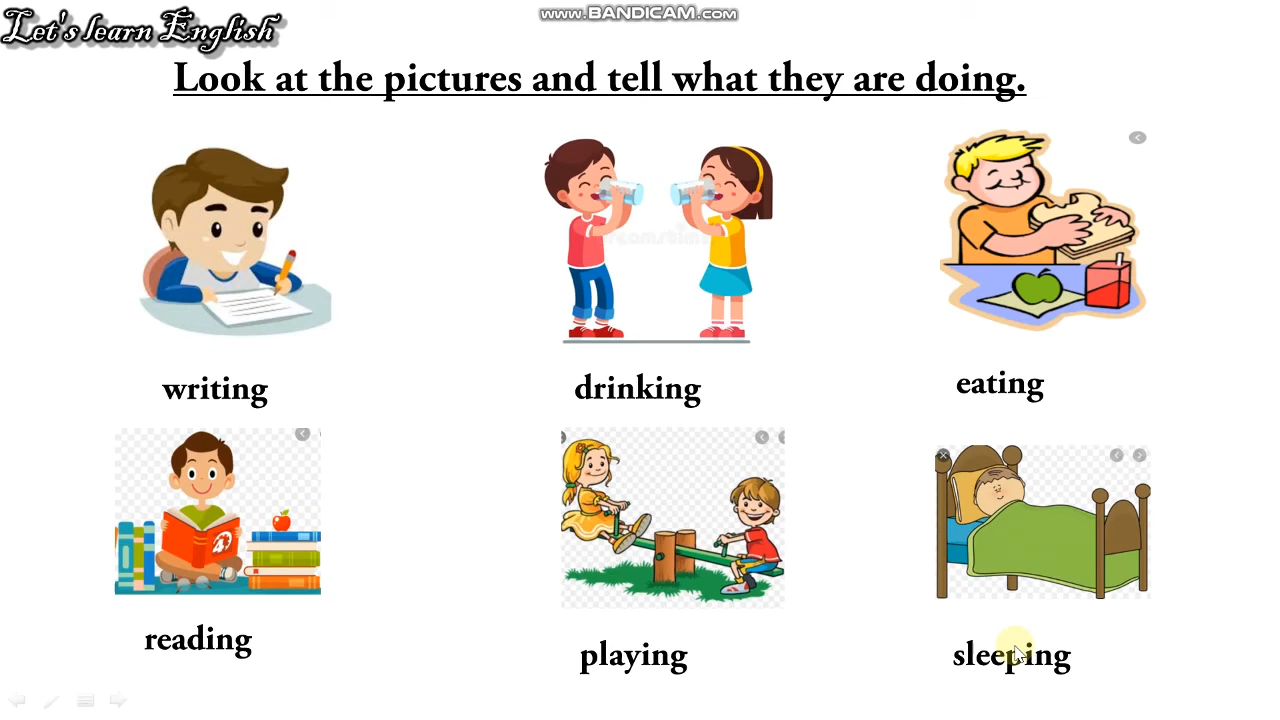 Let's learn English
www.BANDICAM.com
Look at the pictures and tell what they are doing.
writing
drinking
eating
reading
playing
sleeping